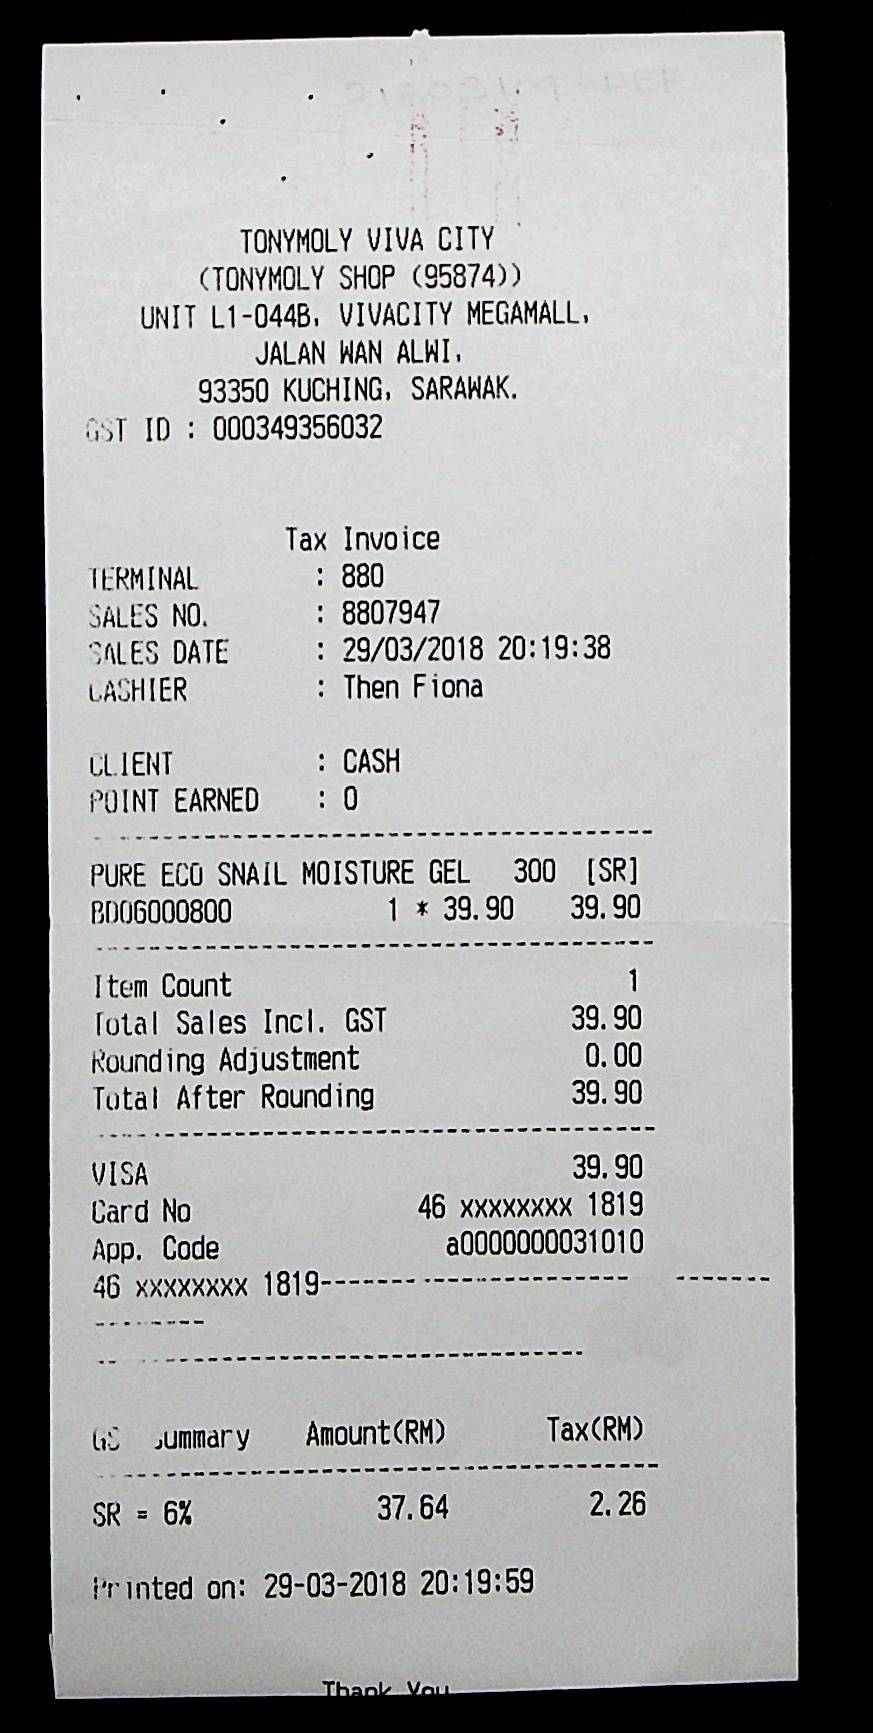 TONYMOLY VIVA CITY
(TONYMOLY SHOP (95874))
UNIT L1-044B, VIVACITY MEGAMALL,
JALAN WAN ALWI,
93350 KUCHING, SARAWAK.
GST ID : 000349356032
Tax Invoice
TERMINAL : 880
SALES NO. : 8807947
SALES DATE : 29/03/2018 20:19:38
CASHIER : Then Fiona
CLIENT : CASH
POINT EARNED : 0
--------------------------------------
PURE ECO SNAIL MOISTURE GEL 300 [SR]
BD06000800 1 * 39.90 39.90
--------------------------------------
Item Count 1
Total Sales Incl. GST 39.90
Rounding Adjustment 0.00
Total After Rounding 39.90
--------------------------------------
VISA 39.90
Card No 46 xxxxxxxx 1819
App. Code a0000000031010
46 xxxxxxxx 1819---------------------- -------
--------
----------------------------------
GS ummary Amount(RM) Tax(RM)
--------------------------------------
SR = 6% 37.64 2.26
Printed on: 29-03-2018 20:19:59
Thank You